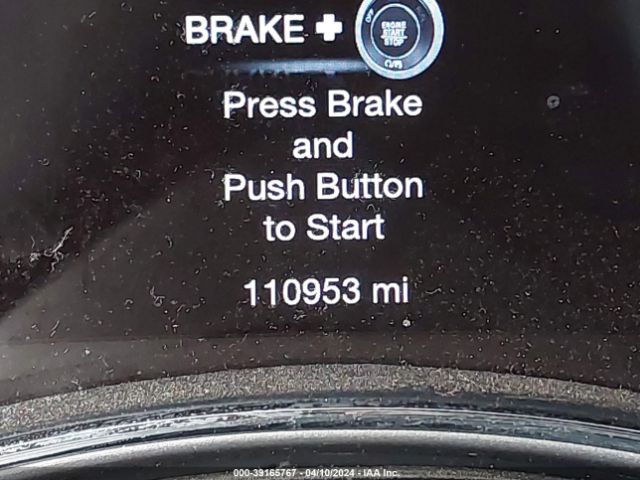 BRAKE +
OFF
ENGINE
START
STOP
Press Brake
and
Push Button
to Start
110953 mi
000-39165767 - 04/10/2024 - IAA Inc.